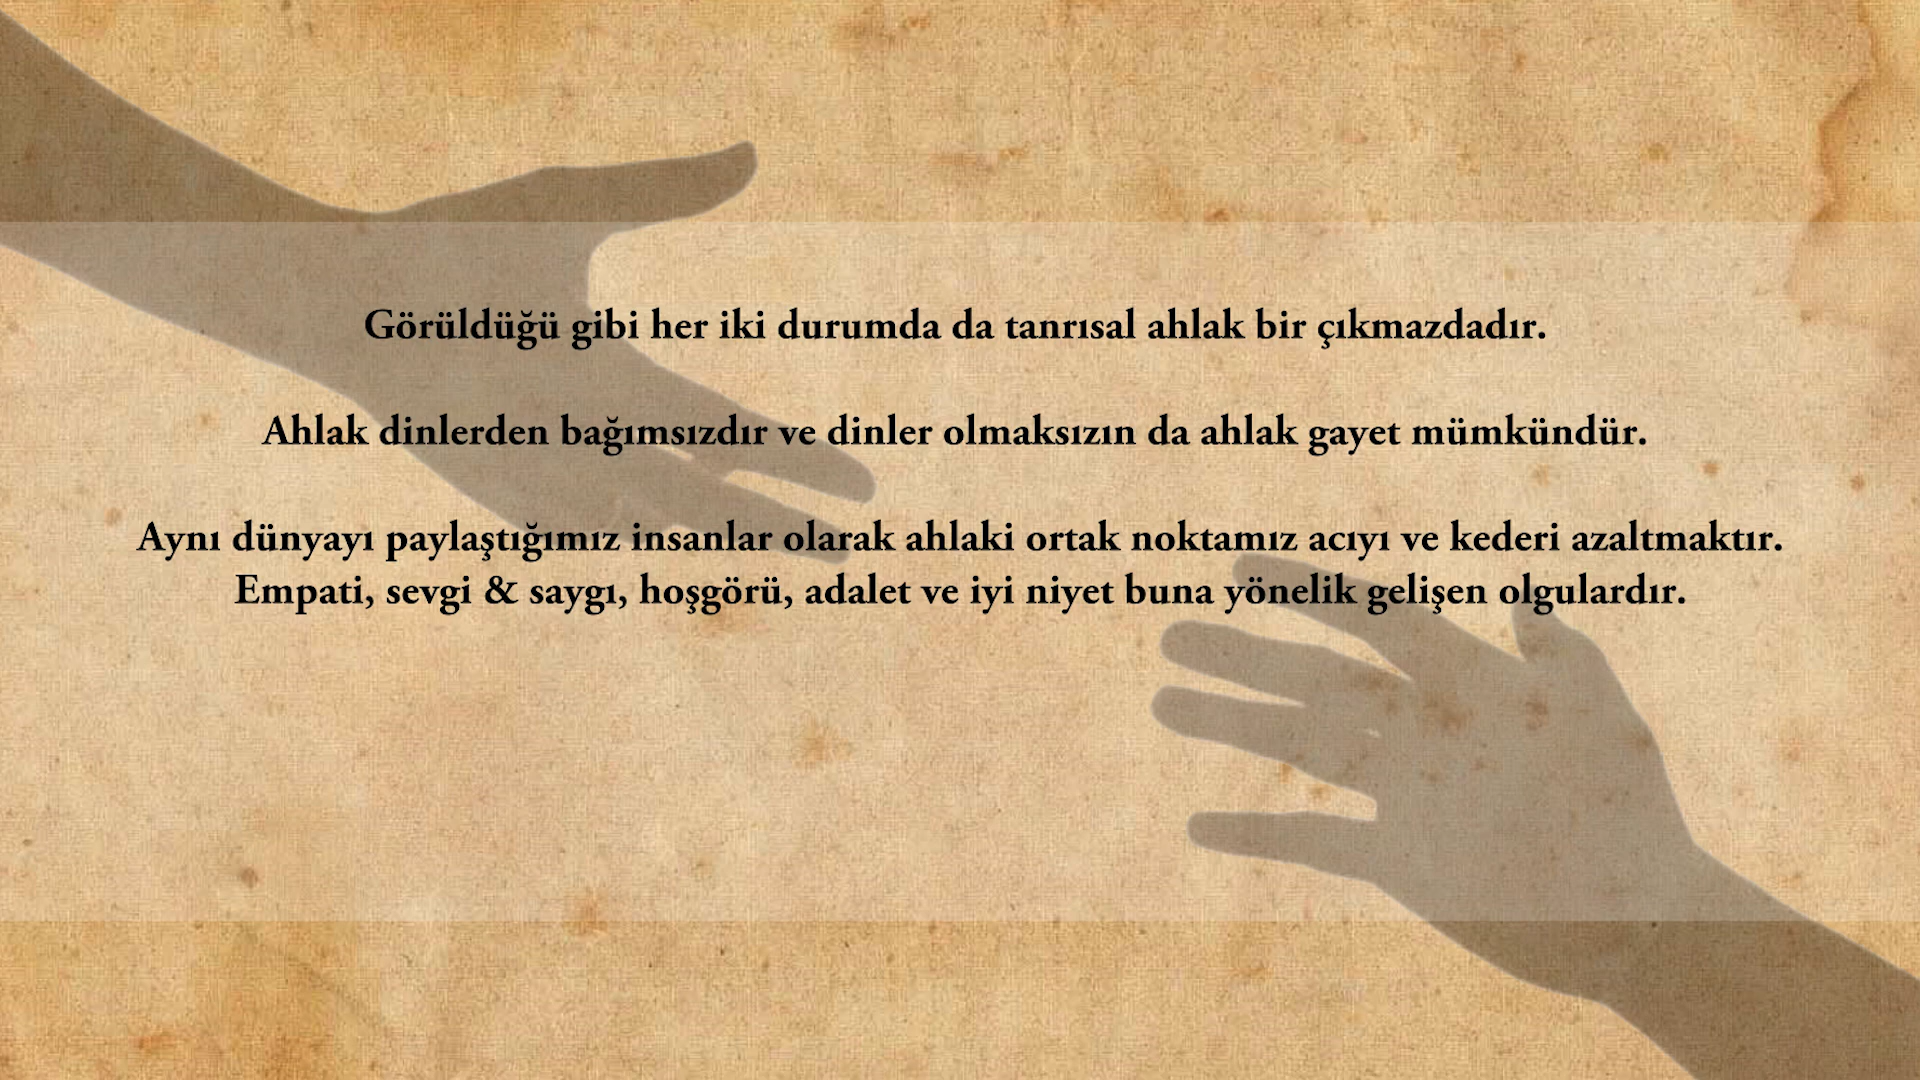 Görüldüğü gibi her iki durumda da tanrısal ahlak bir çıkmazdadır.
Ahlak dinlerden bağımsızdır ve dinler olmaksızın da ahlak gayet mümkündür.
Aynı dünyayı paylaştığımız insanlar olarak ahlaki ortak noktamız acıyı ve kederi azaltmaktır.
Empati, sevgi & saygı, hoşgörü, adalet ve iyi niyet buna yönelik gelişen olgulardır.